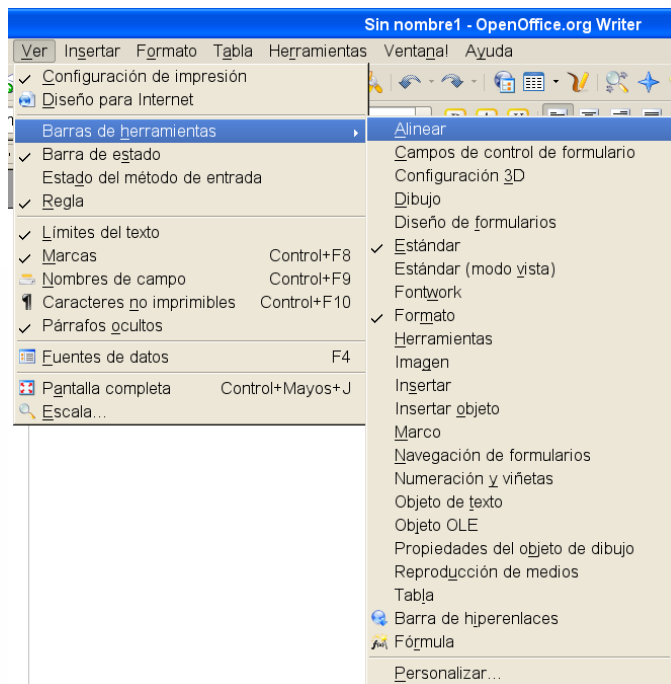 Sin nombre1 - OpenOffice.org Writer
Ver Insertar Formato Tabla Herramientas Ventana! Ayuda
Configuración de impresión
Diseño para Internet
Barras de herramientas
Barra de estado
Estado del método de entrada
Regla
Límites del texto
Marcas Control+F8
Nombres de campo Control+F9
Caracteres no imprimibles Control+F10
Párrafos ocultos
Fuentes de datos F4
Pantalla completa Control+Mayos+J
Escala...
Alinear
Campos de control de formulario
Configuración 3D
Dibujo
Diseño de formularios
Estándar
Estándar (modo vista)
Fontwork
Formato
Herramientas
Imagen
Insertar
Insertar objeto
Marco
Navegación de formularios
Numeración y viñetas
Objeto de texto
Objeto OLE
Propiedades del objeto de dibujo
Reproducción de medios
Tabla
Barra de hiperenlaces
Fórmula
Personalizar...